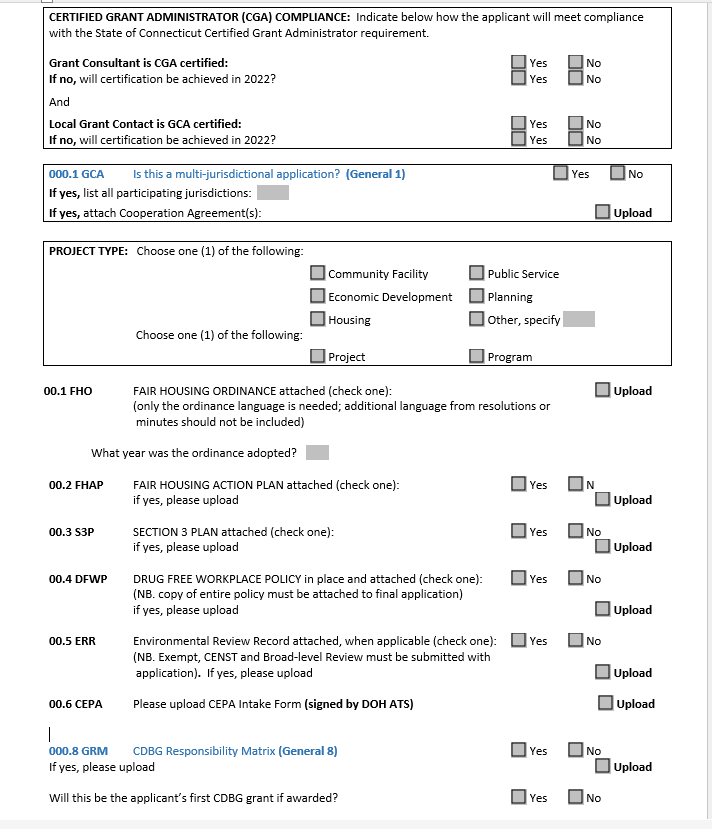 CERTIFIED GRANT ADMINISTRATOR (CGA) COMPLIANCE: Indicate below how the applicant will meet compliance
with the State of Connecticut Certified Grant Administrator requirement.
Grant Consultant is CGA certified: Yes No
If no, will certification be achieved in 2022? Yes No
And
Local Grant Contact is GCA certified: Yes No
If no, will certification be achieved in 2022? Yes No
000.1 GCA Is this a multi-jurisdictional application? (General 1) Yes No
If yes, list all participating jurisdictions:
If yes, attach Cooperation Agreement(s): Upload
PROJECT TYPE: Choose one (1) of the following:
Community Facility Public Service
Economic Development Planning
Housing Other, specify
Choose one (1) of the following:
Project Program
00.1 FHO FAIR HOUSING ORDINANCE attached (check one): Upload
(only the ordinance language is needed; additional language from resolutions or
minutes should not be included)
What year was the ordinance adopted?
00.2 FHAP FAIR HOUSING ACTION PLAN attached (check one): Yes N
if yes, please upload Upload
00.3 S3P SECTION 3 PLAN attached (check one): Yes No
if yes, please upload Upload
00.4 DFWP DRUG FREE WORKPLACE POLICY in place and attached (check one): Yes No
(NB. copy of entire policy must be attached to final application)
if yes, please upload Upload
00.5 ERR Environmental Review Record attached, when applicable (check one): Yes No
(NB. Exempt, CENST and Broad-level Review must be submitted with
application). If yes, please upload Upload
00.6 CEPA Please upload CEPA Intake Form (signed by DOH ATS) Upload
000.8 GRM CDBG Responsibility Matrix (General 8) Yes No
If yes, please upload Upload
Will this be the applicant's first CDBG grant if awarded? Yes No